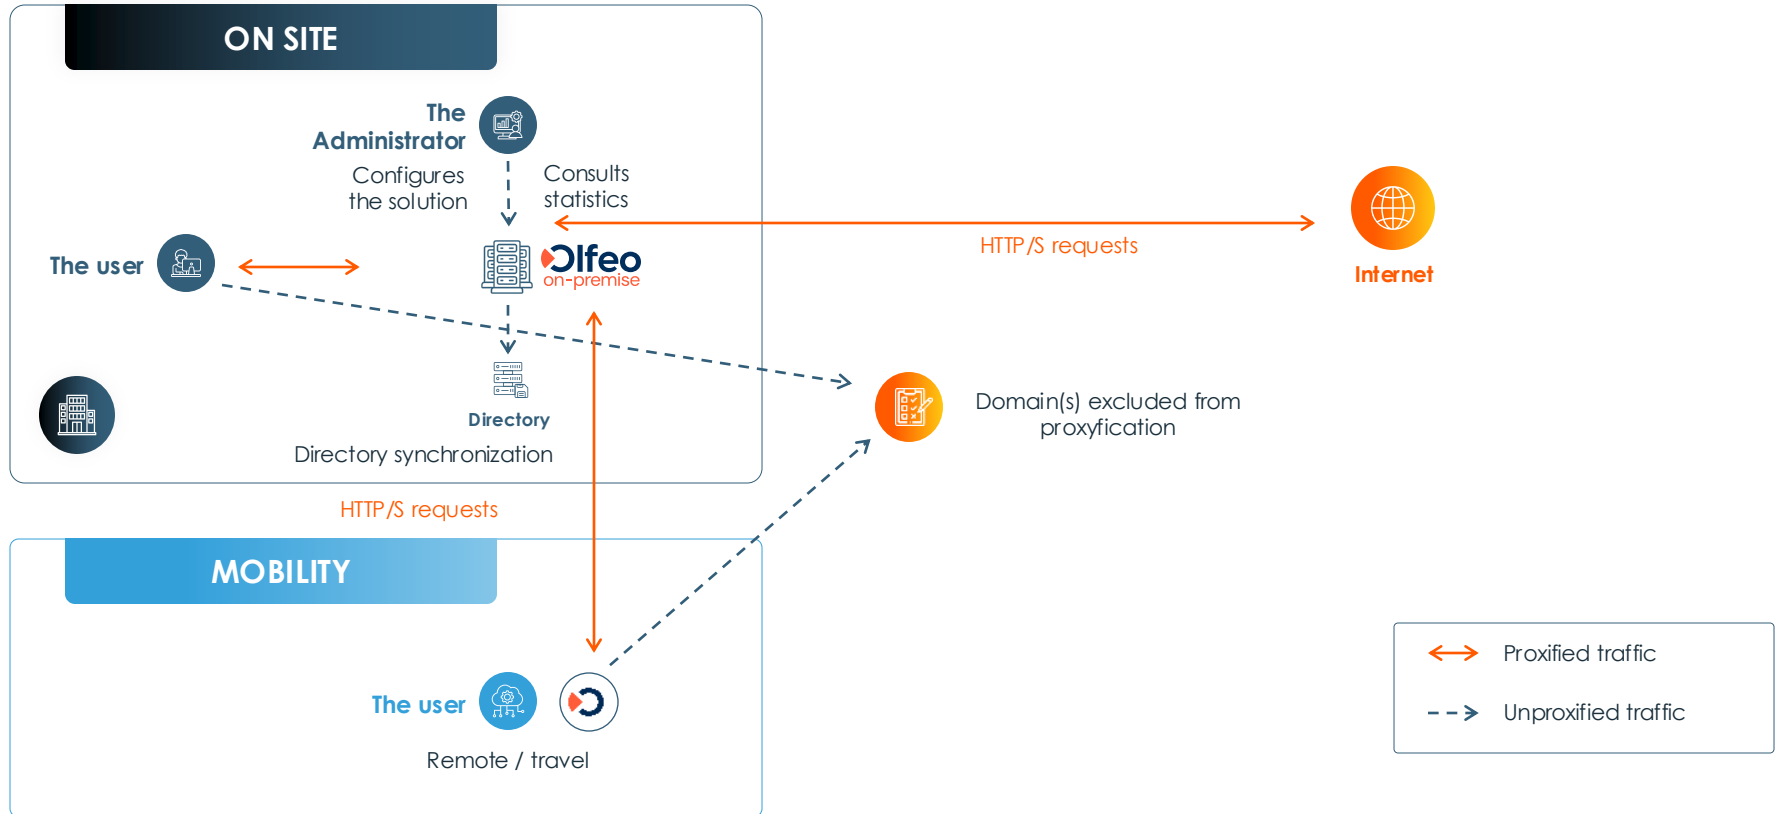 ON SITE
The
Administrator
Configures
the solution
Consults
statistics
The user
Olfeo
on-premise
HTTP/S requests
Internet
Directory
Directory synchronization
Domain(s) excluded from
proxyfication
HTTP/S requests
MOBILITY
The user
Remote / travel
Proxified traffic
Unproxified traffic